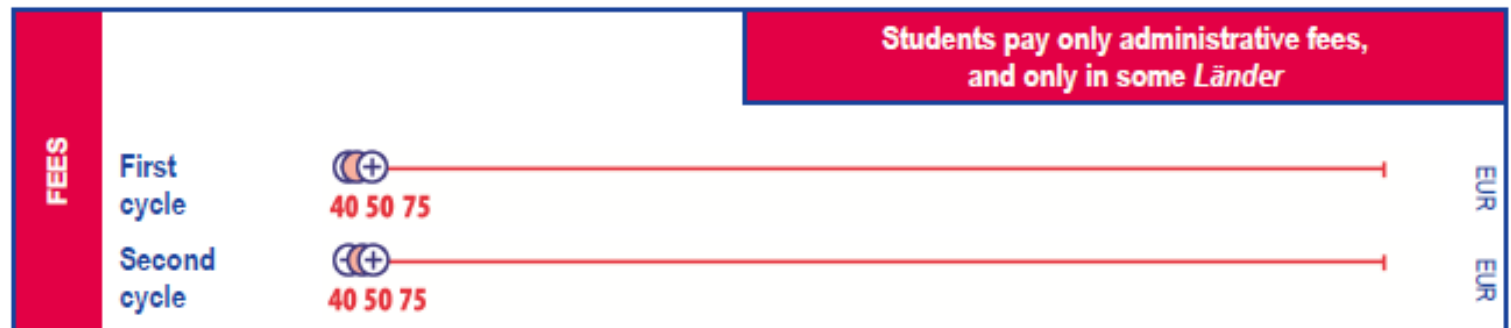 Students pay only administrative fees,
and only in some Länder
FEES
First
cycle
40 50 75
EUR
Second
cycle
40 50 75
EUR